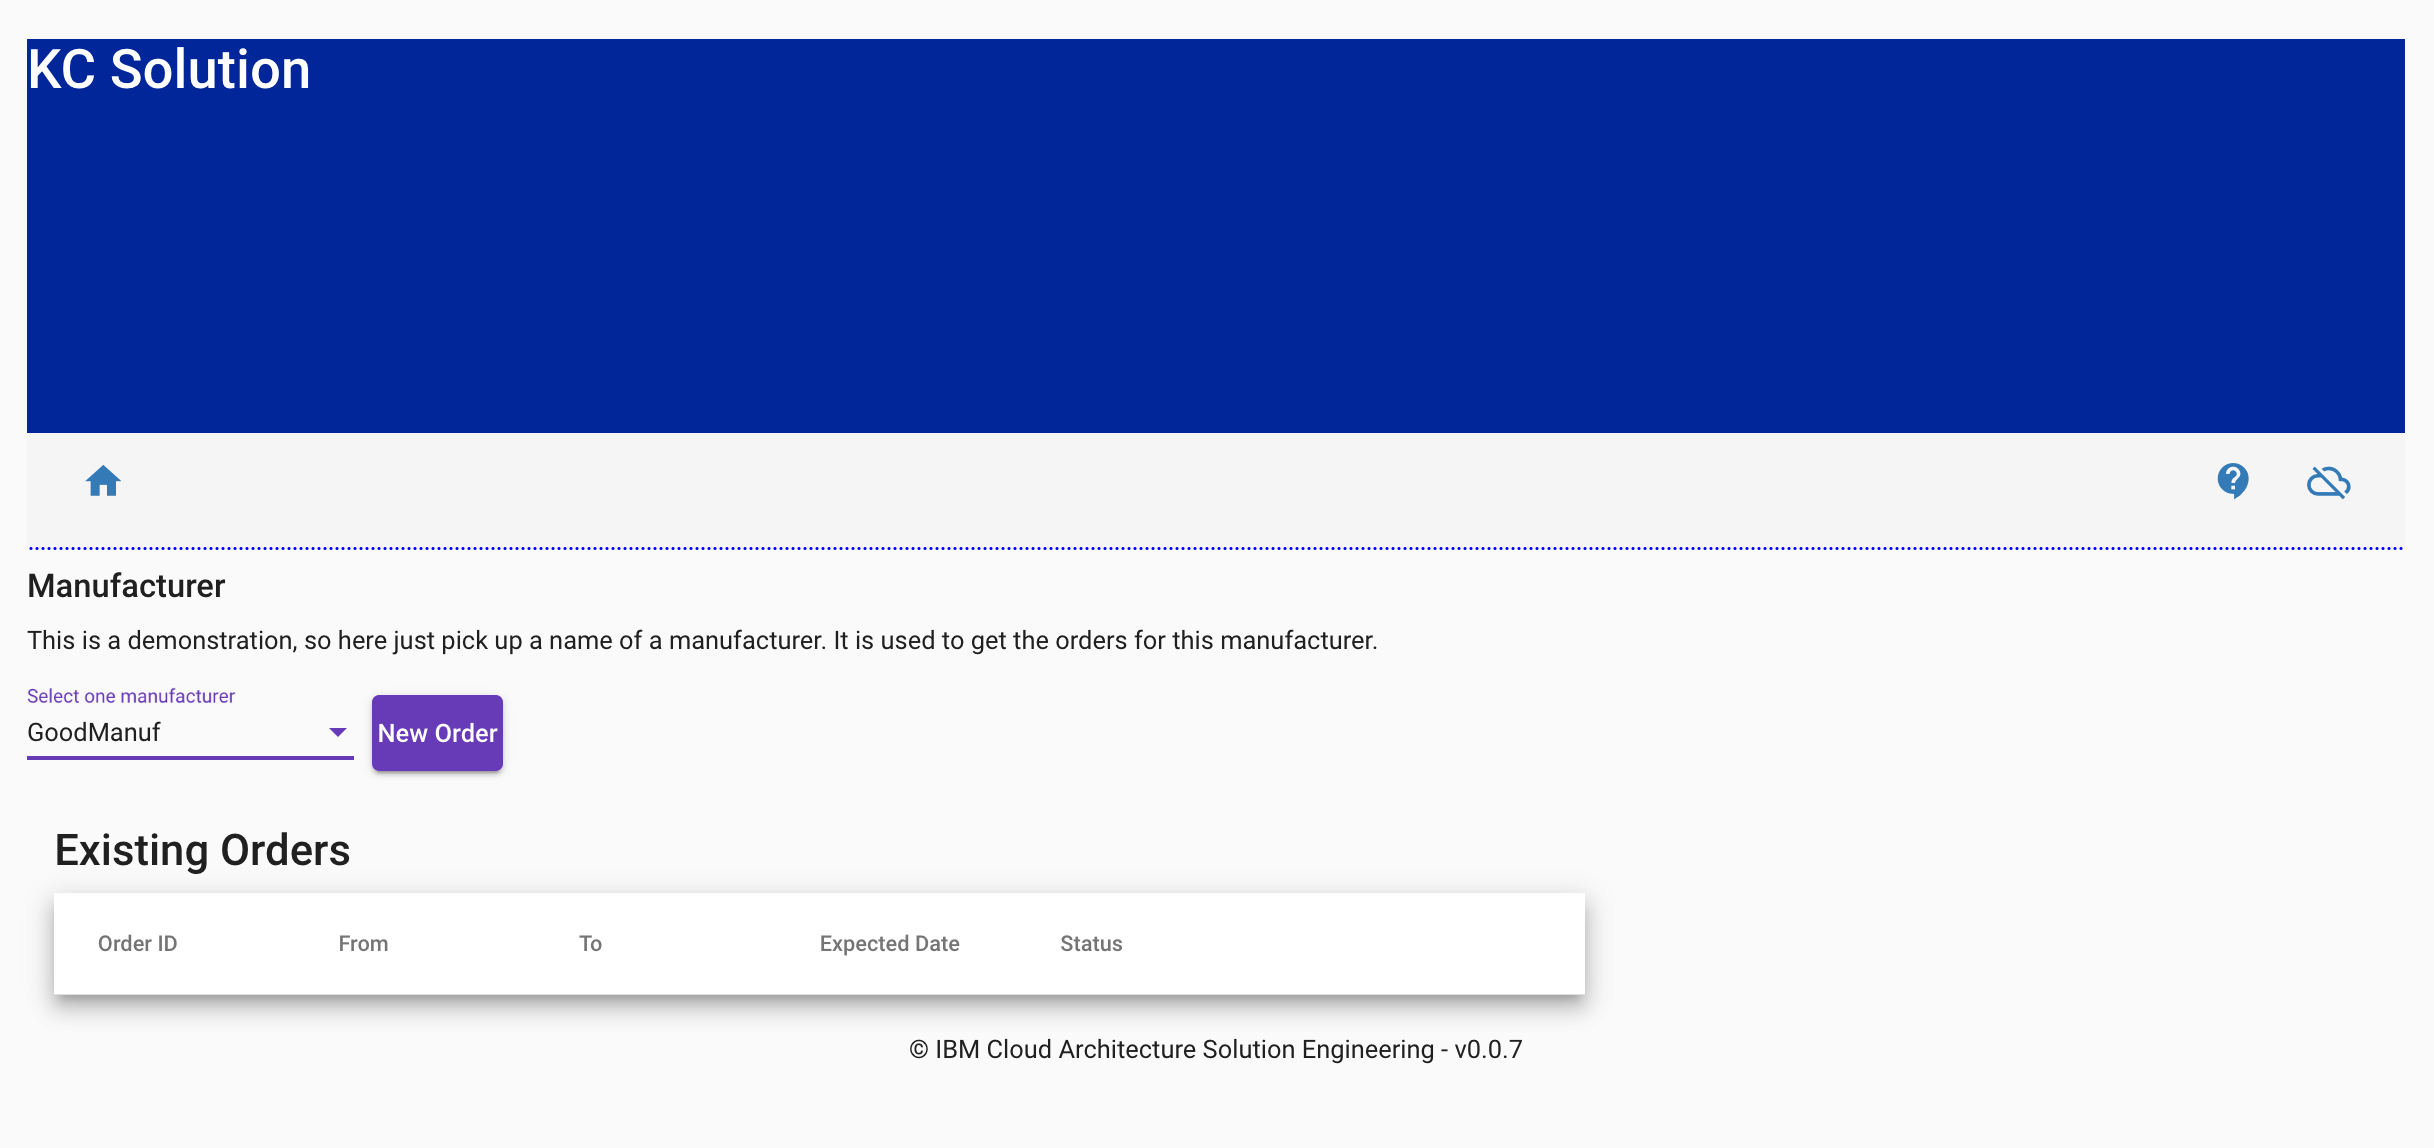 KC Solution
Manufacturer
This is a demonstration, so here just pick up a name of a manufacturer. It is used to get the orders for this manufacturer.
Select one manufacturer
GoodManuf
New Order
Existing Orders
Order ID From To Expected Date Status
© IBM Cloud Architecture Solution Engineering - v0.0.7